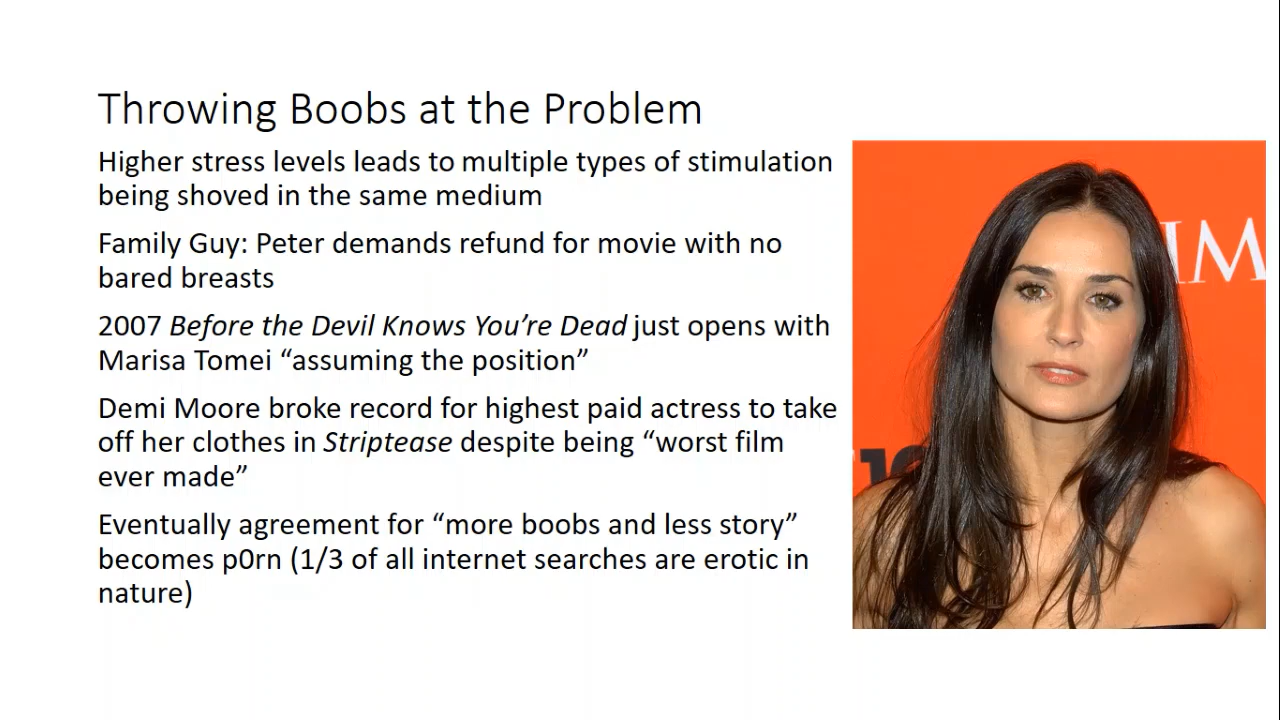 Throwing Boobs at the Problem
Higher stress levels leads to multiple types of stimulation
being shoved in the same medium
Family Guy: Peter demands refund for movie with no
bared breasts
2007 Before the Devil Knows You’re Dead just opens with
Marisa Tomei “assuming the position”
Demi Moore broke record for highest paid actress to take
off her clothes in Striptease despite being “worst film
ever made”
Eventually agreement for “more boobs and less story”
becomes p0rn (1/3 of all internet searches are erotic in
nature)
IM